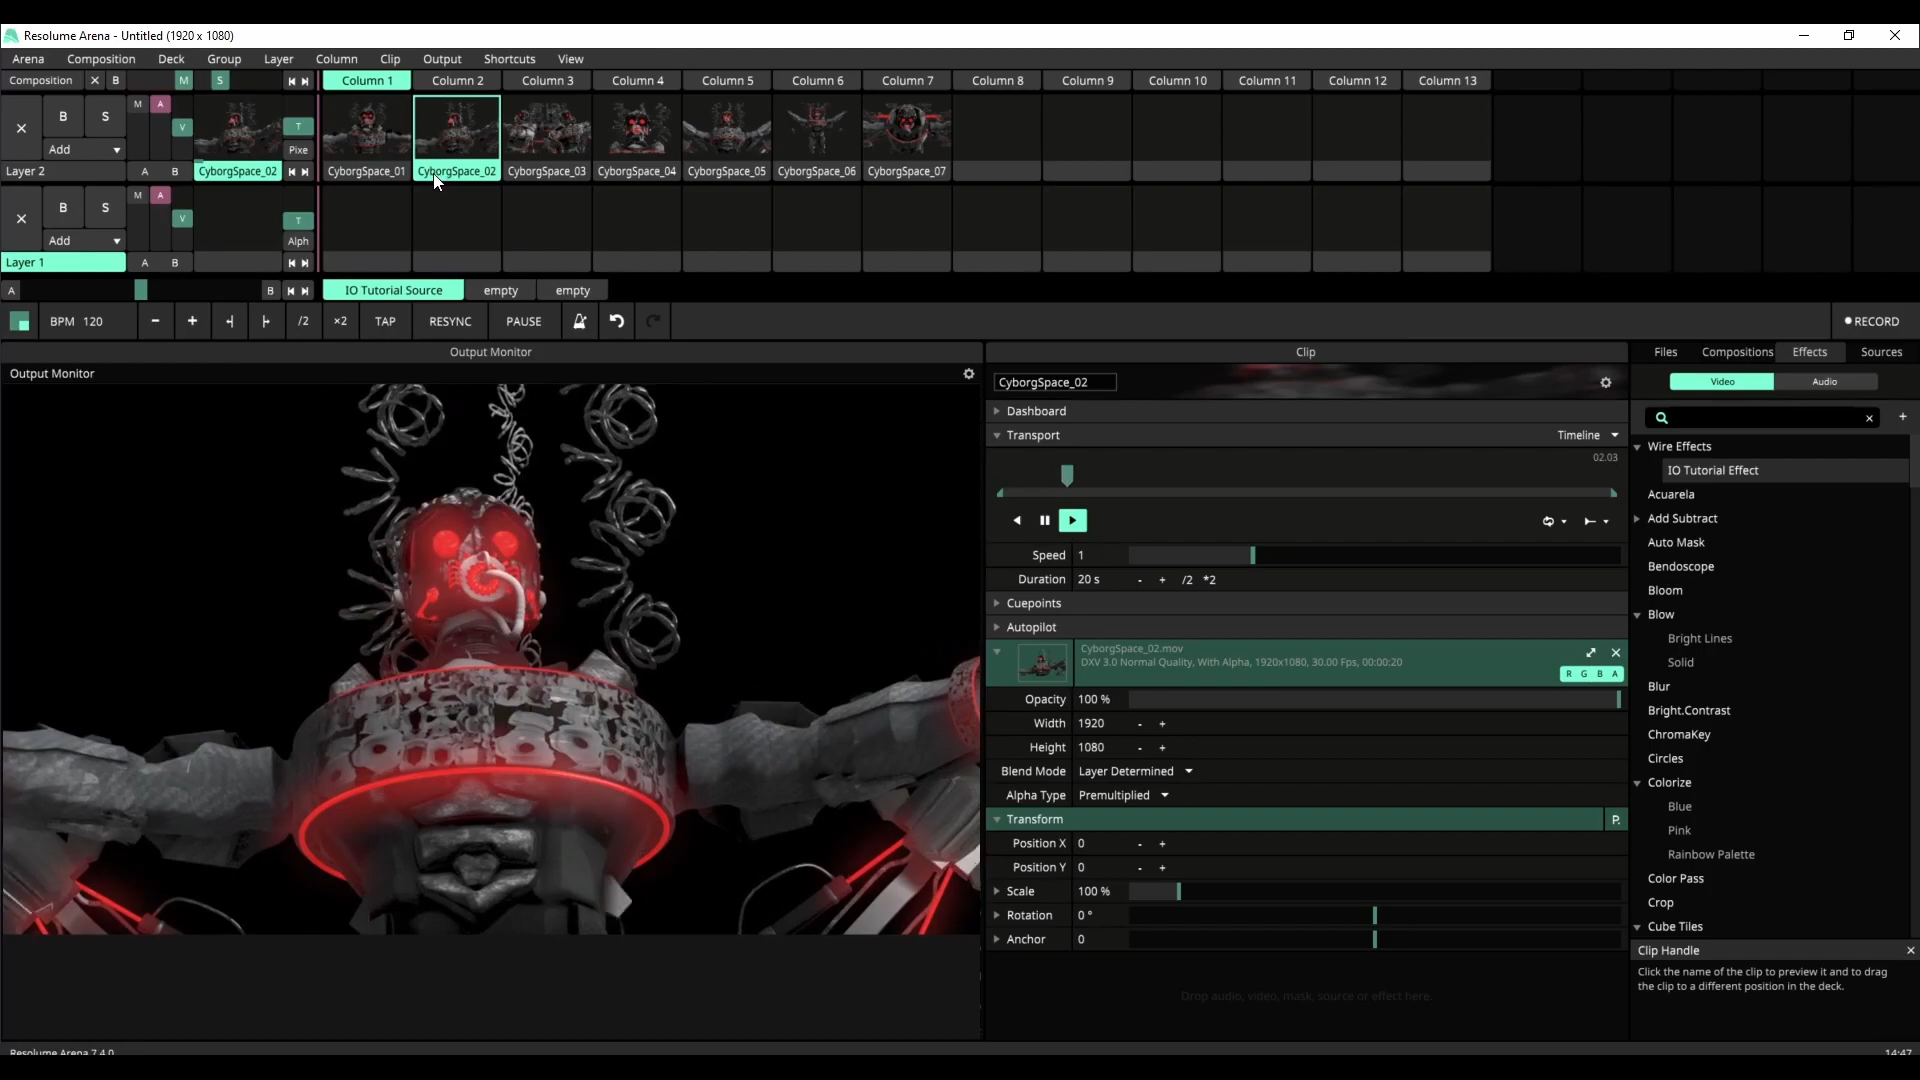 Resolume Arena - Untitled (1920 x 1080)
Arena Composition Deck Group Layer Column Clip Output Shortcuts View
Composition × B M S Column 1 Column 2 Column 3 Column 4 Column 5 Column 6 Column 7 Column 8 Column 9 Column 10 Column 11 Column 12 Column 13
M A
B S
V T
Add Pixe
Layer 2 A B CyborgSpace_02 CyborgSpace_01 CyborgSpace_02 CyborgSpace_03 CyborgSpace_04 CyborgSpace_05 CyborgSpace_06 CyborgSpace_07
M A
B S
V T
Add Alph
Layer 1 A B
A B IO Tutorial Source empty empty
BPM 120 - + /2 ×2 TAP RESYNC PAUSE RECORD
Output Monitor
Output Monitor
Clip
CyborgSpace_02
Dashboard
Transport Timeline
02.03
Speed 1
Duration 20 s - + /2 *2
Cuepoints
Autopilot
CyborgSpace_02.mov
DXV 3.0 Normal Quality, With Alpha, 1920x1080, 30.00 Fps, 00:00:20
R G B A
Opacity 100 %
Width 1920 - +
Height 1080 - +
Blend Mode Layer Determined
Alpha Type Premultiplied
Transform P.
Position X 0 - +
Position Y 0 - +
Scale 100 %
Rotation 0 °
Anchor 0
Drop audio, video, mask, source or effect here.
Files Compositions Effects Sources
Video Audio
Wire Effects
IO Tutorial Effect
Acuarela
Add Subtract
Auto Mask
Bendoscope
Bloom
Blow
Bright Lines
Solid
Blur
Bright.Contrast
ChromaKey
Circles
Colorize
Blue
Pink
Rainbow Palette
Color Pass
Crop
Cube Tiles
Clip Handle
Click the name of the clip to preview it and to drag
the clip to a different position in the deck.
Resolume Arena 7.4.0
14:47